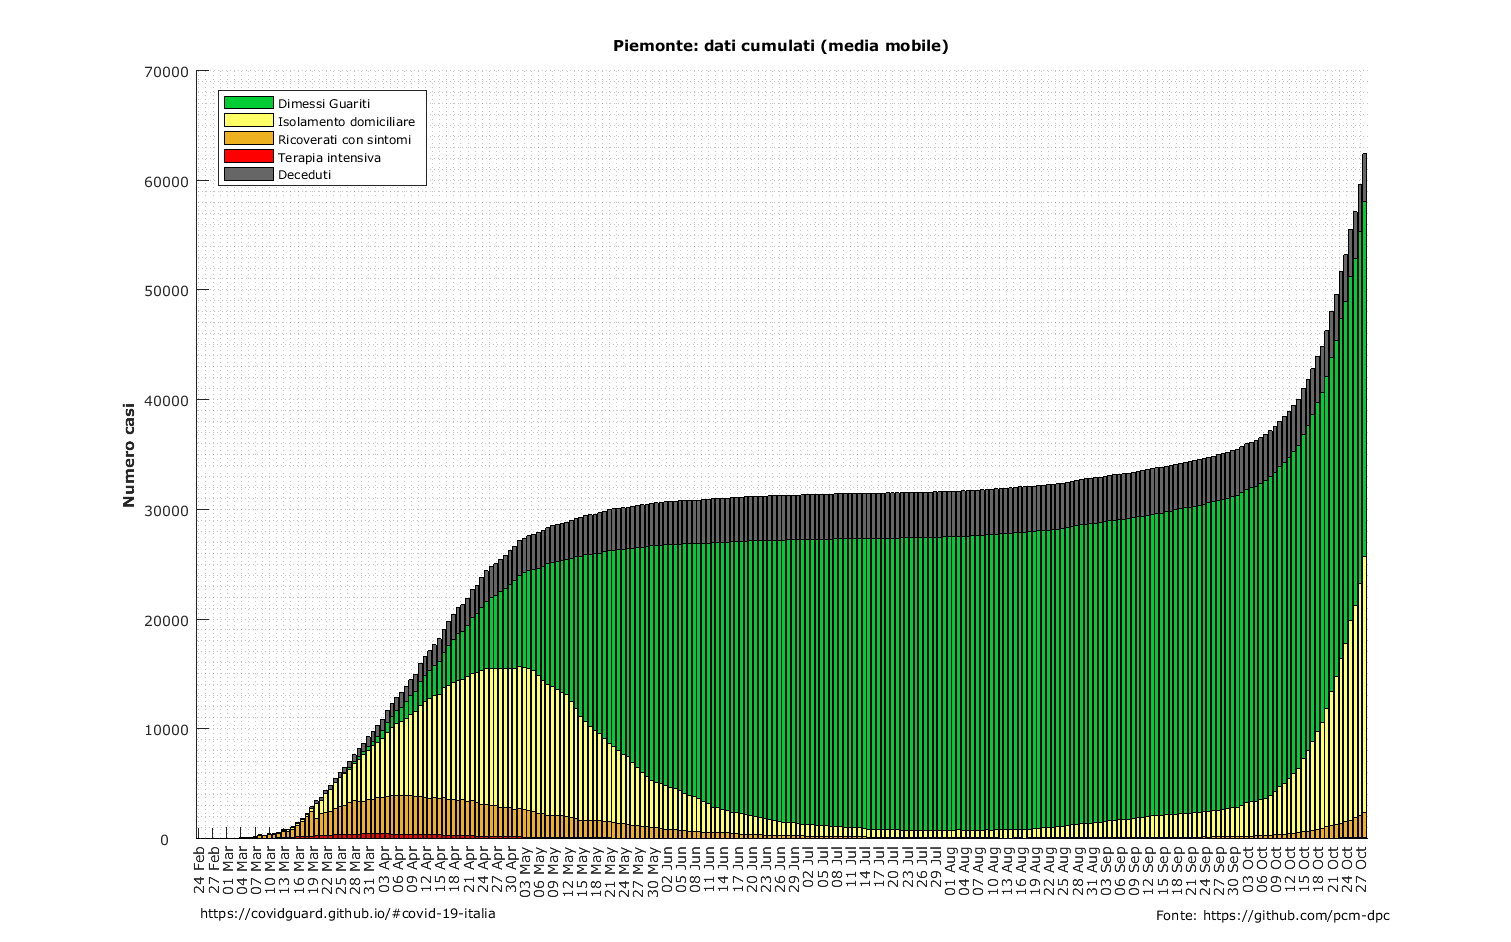 Piemonte: dati cumulati (media mobile)
70000
60000
50000
40000
30000
20000
10000
0
Numero casi
Dimessi Guariti
Isolamento domiciliare
Ricoverati con sintomi
Terapia intensiva
Deceduti
24 Feb
27 Feb
01 Mar
04 Mar
07 Mar
10 Mar
13 Mar
16 Mar
19 Mar
22 Mar
25 Mar
28 Mar
31 Mar
03 Apr
06 Apr
09 Apr
12 Apr
15 Apr
18 Apr
21 Apr
24 Apr
27 Apr
30 Apr
03 May
06 May
09 May
12 May
15 May
18 May
21 May
24 May
27 May
30 May
02 Jun
05 Jun
08 Jun
11 Jun
14 Jun
17 Jun
20 Jun
23 Jun
26 Jun
29 Jun
02 Jul
05 Jul
08 Jul
11 Jul
14 Jul
17 Jul
20 Jul
23 Jul
26 Jul
29 Jul
01 Aug
04 Aug
07 Aug
10 Aug
13 Aug
16 Aug
19 Aug
22 Aug
25 Aug
28 Aug
31 Aug
03 Sep
06 Sep
09 Sep
12 Sep
15 Sep
18 Sep
21 Sep
24 Sep
27 Sep
30 Sep
03 Oct
06 Oct
09 Oct
12 Oct
15 Oct
18 Oct
21 Oct
24 Oct
27 Oct
https://covidguard.github.io/#covid-19-italia
Fonte: https://github.com/pcm-dpc